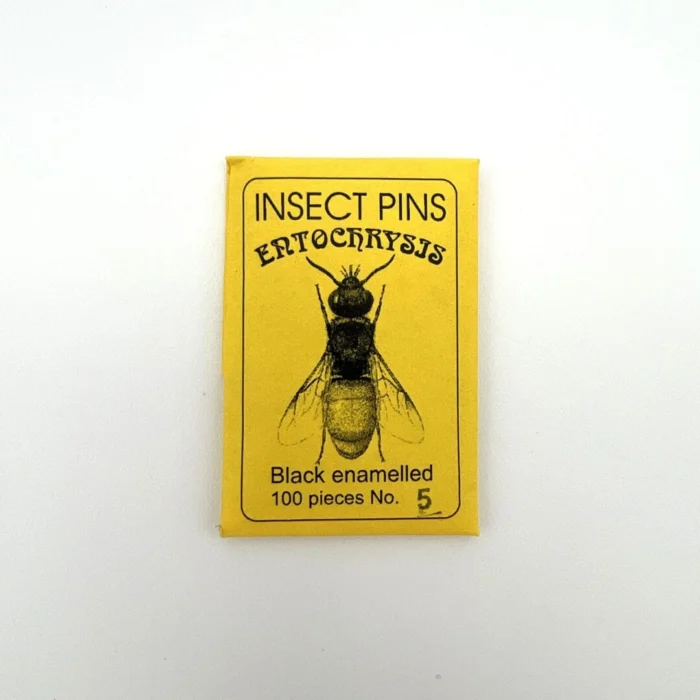 INSECT PINS
ENTOCHRYSIS
Black enamelled
100 pieces No. 5